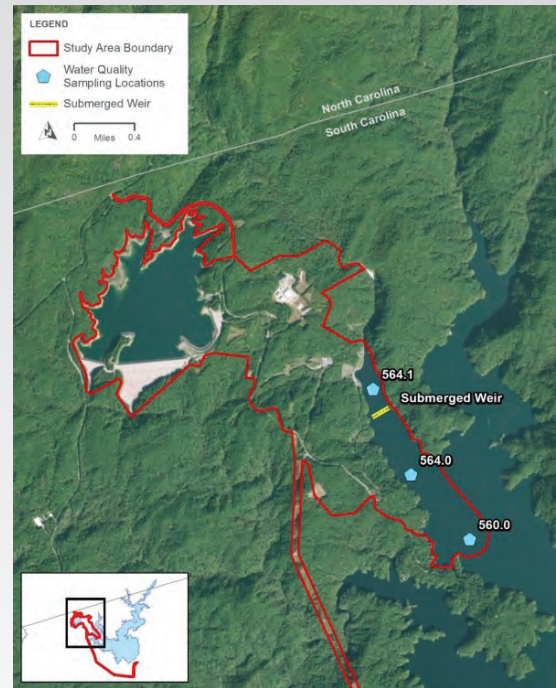 LEGEND
Study Area Boundary
Water Quality
Sampling Locations
Submerged Weir
0 Miles 0.4
North Carolina
South Carolina
564.1
Submerged Weir
564.0
560.0